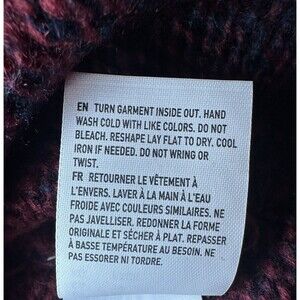 EN TURN GARMENT INSIDE OUT. HAND
WASH COLD WITH LIKE COLORS. DO NOT
BLEACH. RESHAPE LAY FLAT TO DRY. COOL
IRON IF NEEDED. DO NOT WRING OR
TWIST.
FR RETOURNER LE VÊTEMENT À
L'ENVERS. LAVER À LA MAIN À L'EAU
FROIDE AVEC COULEURS SIMILAIRES. NE
PAS JAVELLISER. REDONNER LA FORME
ORIGINALE ET SÉCHER À PLAT. REPASSER
À BASSE TEMPÉRATURE AU BESOIN. NE
PAS ESSORER NI TORDRE.